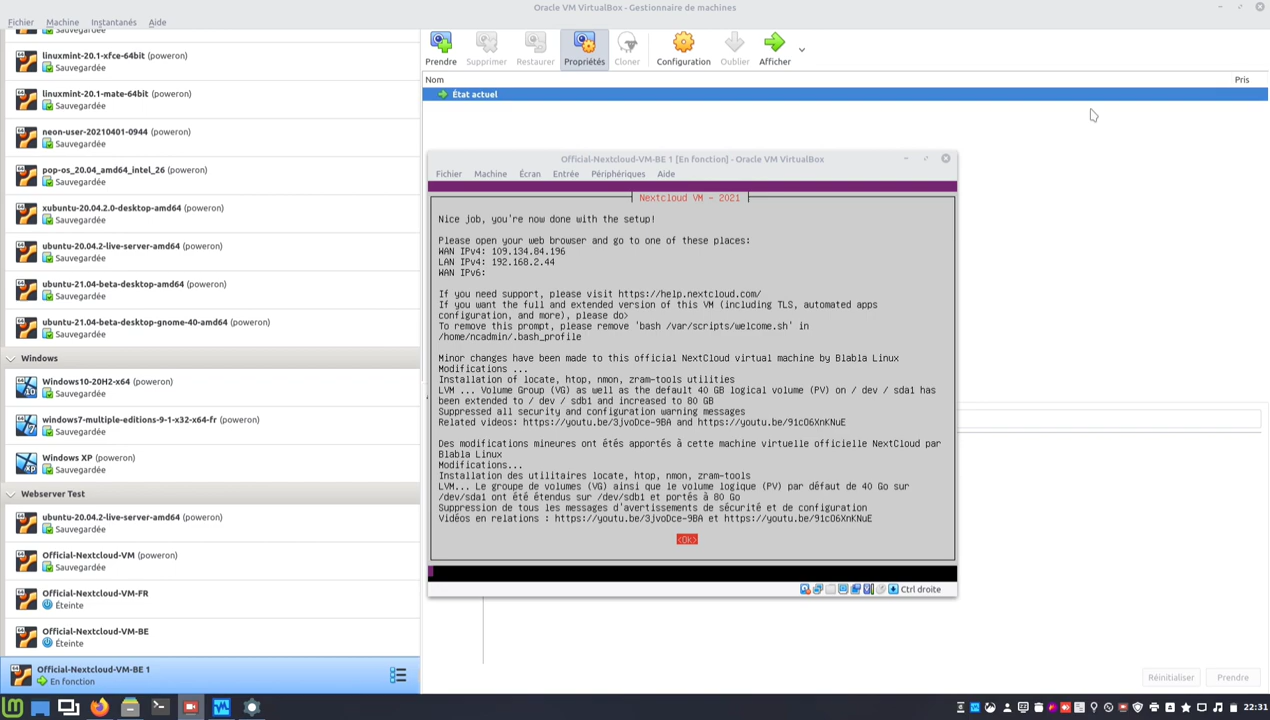 Oracle VM VirtualBox - Gestionnaire de machines
Fichier Machine Instantanés Aide
Sauvegardée
linuxmint-20.1-xfce-64bit (poweron)
Sauvegardée
linuxmint-20.1-mate-64bit (poweron)
Sauvegardée
neon-user-20210401-0944 (poweron)
Sauvegardée
pop-os_20.04_amd64_intel_26 (poweron)
Sauvegardée
xubuntu-20.04.2.0-desktop-amd64 (poweron)
Sauvegardée
ubuntu-20.04.2-live-server-amd64 (poweron)
Sauvegardée
ubuntu-21.04-beta-desktop-amd64 (poweron)
Sauvegardée
ubuntu-21.04-beta-desktop-gnome-40-amd64 (poweron)
Sauvegardée
Windows
Windows10-20H2-x64 (poweron)
Sauvegardée
windows7-multiple-editions-9-1-x32-x64-fr (poweron)
Sauvegardée
Windows XP (poweron)
Sauvegardée
Webserver Test
ubuntu-20.04.2-live-server-amd64 (poweron)
Sauvegardée
Official-Nextcloud-VM (poweron)
Sauvegardée
Official-Nextcloud-VM-FR
Éteinte
Official-Nextcloud-VM-BE
Éteinte
Official-Nextcloud-VM-BE 1
En fonction
Prendre Supprimer Restaurer Propriétés Cloner Configuration Oublier Afficher
Nom Pris
État actuel
Official-Nextcloud-VM-BE 1 [En fonction] - Oracle VM VirtualBox
Fichier Machine Écran Entrée Périphériques Aide
Nextcloud VM - 2021
Nice job, you're now done with the setup!
Please open your web browser and go to one of these places:
WAN IPv4: 109.134.84.196
LAN IPv4: 192.168.2.44
WAN IPv6:
If you need support, please visit https://help.nextcloud.com/
If you want the full and extended version of this VM (including TLS, automated apps
configuration, and more), please do>
To remove this prompt, please remove 'bash /var/scripts/welcome.sh' in
/home/ncadmin/.bash_profile
Minor changes have been made to this official NextCloud virtual machine by Blabla Linux
Modifications ...
Installation of locate, htop, nmon, zram-tools utilities
LVM ... Volume Group (VG) as well as the default 40 GB logical volume (PV) on / dev / sda1 has
been extended to / dev / sdb1 and increased to 80 GB
Suppressed all security and configuration warning messages
Related videos: https://youtu.be/3jvoDce-9BA and https://youtu.be/91cO6XnKNuE
Des modifications mineures ont étés apportés à cette machine virtuelle officielle NextCloud par
Blabla Linux
Modifications...
Installation des utilitaires locate, htop, nmon, zram-tools
LVM... Le groupe de volumes (VG) ainsi que le volume logique (PV) par défaut de 40 Go sur
/dev/sda1 ont été étendus sur /dev/sdb1 et portés à 80 Go
Suppression de tous les messages d'avertissements de sécurité et de configuration
Vidéos en relations : https://youtu.be/3jvoDce-9BA et https://youtu.be/91cO6XnKNuE
<Ok>
Ctrl droite
Réinitialiser Prendre
22:31